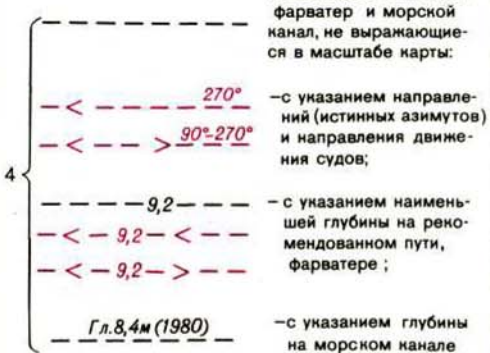 фарватер и морской
канал, не выражающие-
ся в масштабе карты:
270°
—с указанием направле-
ний (истинных азимутов)
90°-270°
и направления движе-
ния судов;
4
9,2
— с указанием наимень-
шей глубины на реко-
9,2
мендованном пути,
9,2
фарватере ;
Гл.8,4м (1980)
—с указанием глубины
на морском канале